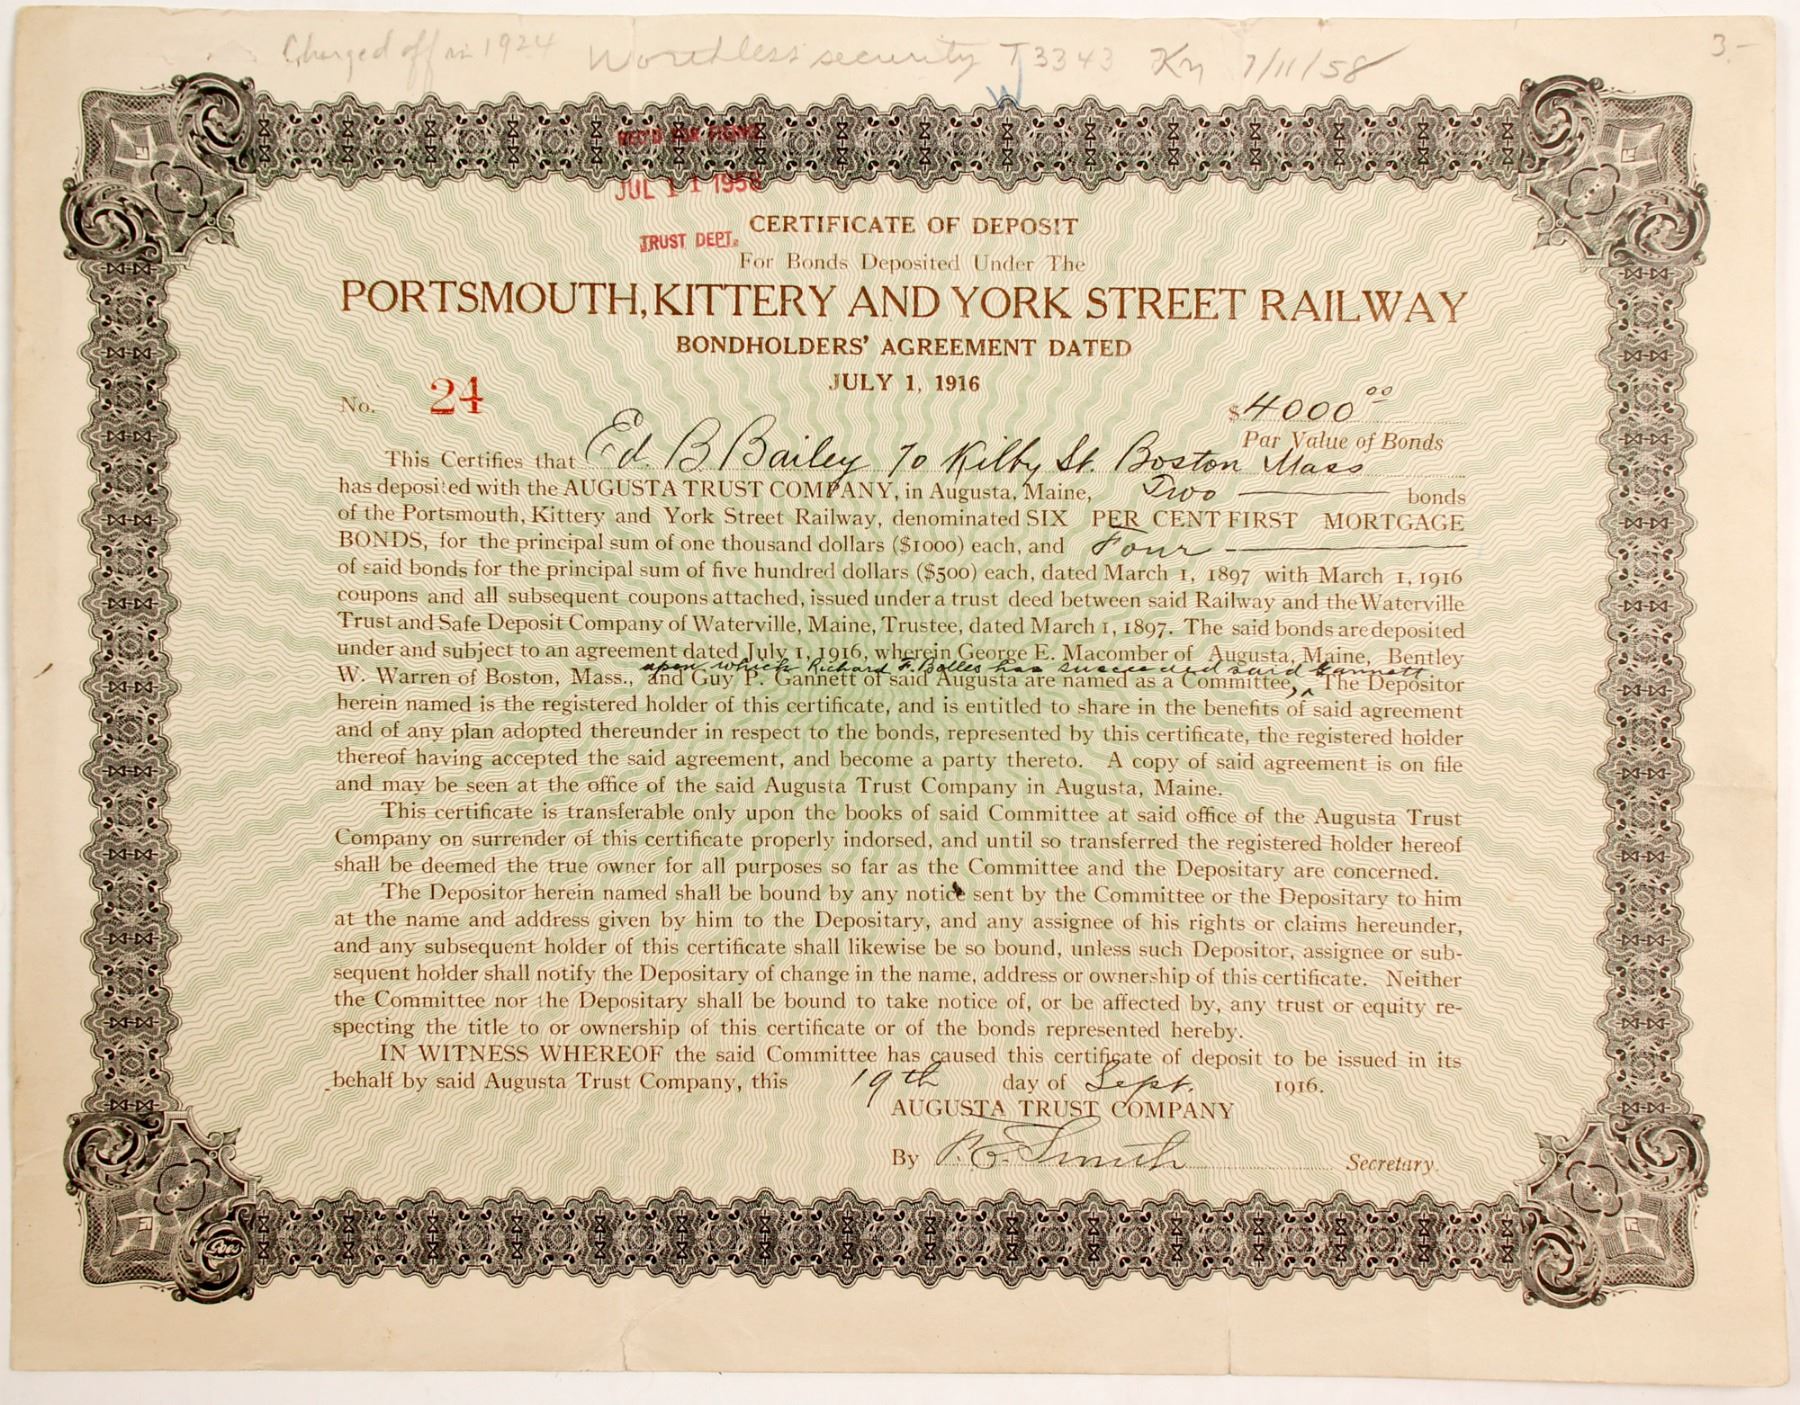 Charged off in 1924 Worthless security T 3343 7/11/58 3.-
W
REC'D FOR
JUL 11 1958
TRUST DEPT.
CERTIFICATE OF DEPOSIT
For Bonds Deposited Under The
PORTSMOUTH, KITTERY AND YORK STREET RAILWAY
BONDHOLDERS' AGREEMENT DATED
JULY 1, 1916
No. 24 $4000 00
Par Value of Bonds
This Certifies that Ed. B Bailey 70 Kilby St. Boston Mass
has deposited with the AUGUSTA TRUST COMPANY, in Augusta, Maine, Two bonds
of the Portsmouth, Kittery and York Street Railway, denominated SIX PER CENT FIRST MORTGAGE
BONDS, for the principal sum of one thousand dollars ($1000) each, and Four
of said bonds for the principal sum of five hundred dollars ($500) each, dated March 1, 1897 with March 1, 1916
coupons and all subsequent coupons attached, issued under a trust deed between said Railway and the Waterville
Trust and Safe Deposit Company of Waterville, Maine, Trustee, dated March 1, 1897. The said bonds are deposited
under and subject to an agreement dated July 1, 1916, wherein George E. Macomber of Augusta, Maine, Bentley
upon which Richard F. Bolles has succeeded said Gannett
W. Warren of Boston, Mass., and Guy P. Gannett of said Augusta are named as a Committee, The Depositor
herein named is the registered holder of this certificate, and is entitled to share in the benefits of said agreement
and of any plan adopted thereunder in respect to the bonds, represented by this certificate, the registered holder
thereof having accepted the said agreement, and become a party thereto. A copy of said agreement is on file
and may be seen at the office of the said Augusta Trust Company in Augusta, Maine.
This certificate is transferable only upon the books of said Committee at said office of the Augusta Trust
Company on surrender of this certificate properly indorsed, and until so transferred the registered holder hereof
shall be deemed the true owner for all purposes so far as the Committee and the Depositary are concerned.
The Depositor herein named shall be bound by any notice sent by the Committee or the Depositary to him
at the name and address given by him to the Depositary, and any assignee of his rights or claims hereunder,
and any subsequent holder of this certificate shall likewise be so bound, unless such Depositor, assignee or sub-
sequent holder shall notify the Depositary of change in the name, address or ownership of this certificate. Neither
the Committee nor the Depositary shall be bound to take notice of, or be affected by, any trust or equity re-
specting the title to or ownership of this certificate or of the bonds represented hereby.
IN WITNESS WHEREOF the said Committee has caused this certificate of deposit to be issued in its
behalf by said Augusta Trust Company, this 19th day of Sept. 1916.
AUGUSTA TRUST COMPANY
By R. E. Smith Secretary.
Goes